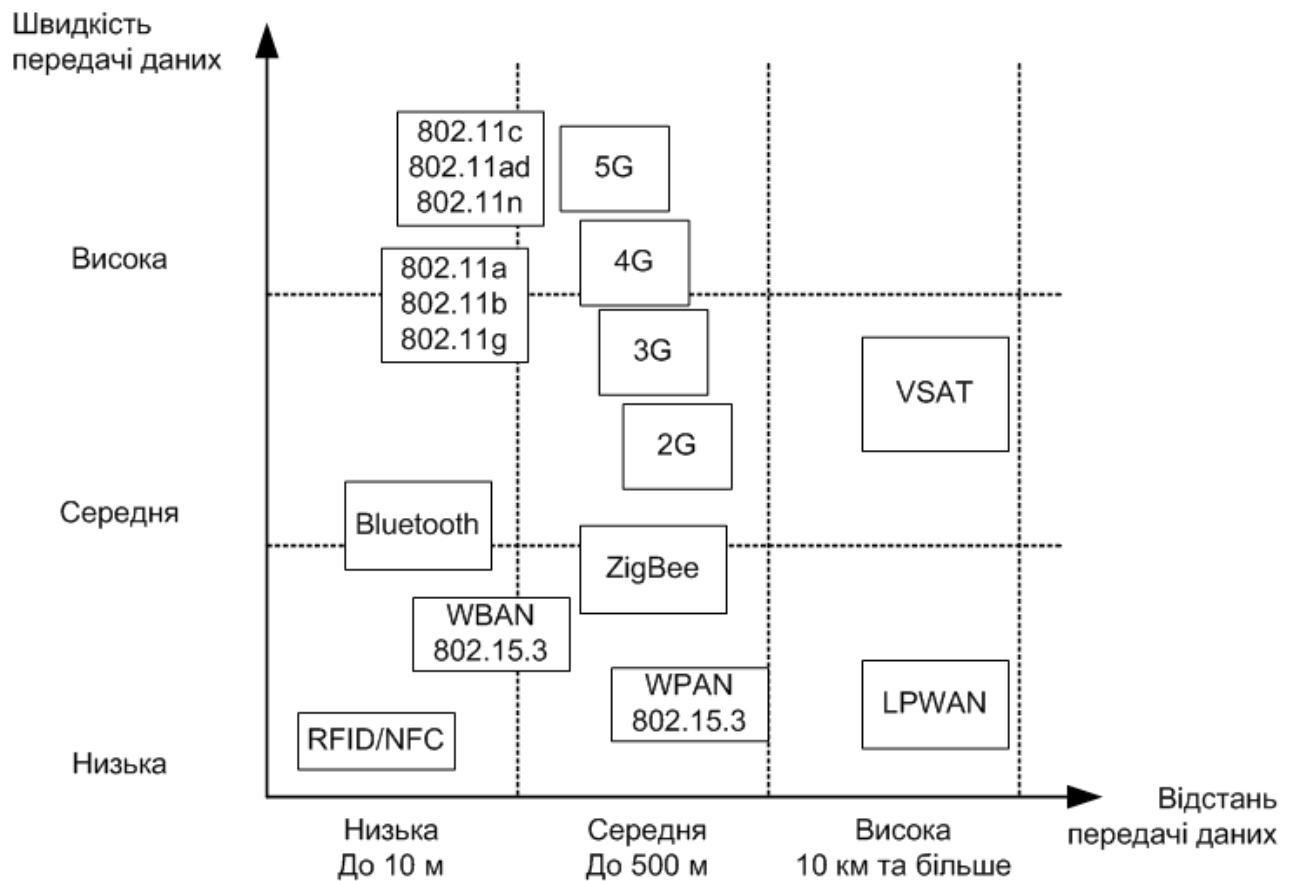 Швидкість
передачі даних
802.11c
802.11ad
802.11n
5G
4G
Висока
802.11a
802.11b
802.11g
3G
VSAT
2G
Середня
Bluetooth
ZigBee
WBAN
802.15.3
WPAN
802.15.3
LPWAN
RFID/NFC
Низька
Відстань
передачі даних
Низька
До 10 м
Середня
До 500 м
Висока
10 км та більше